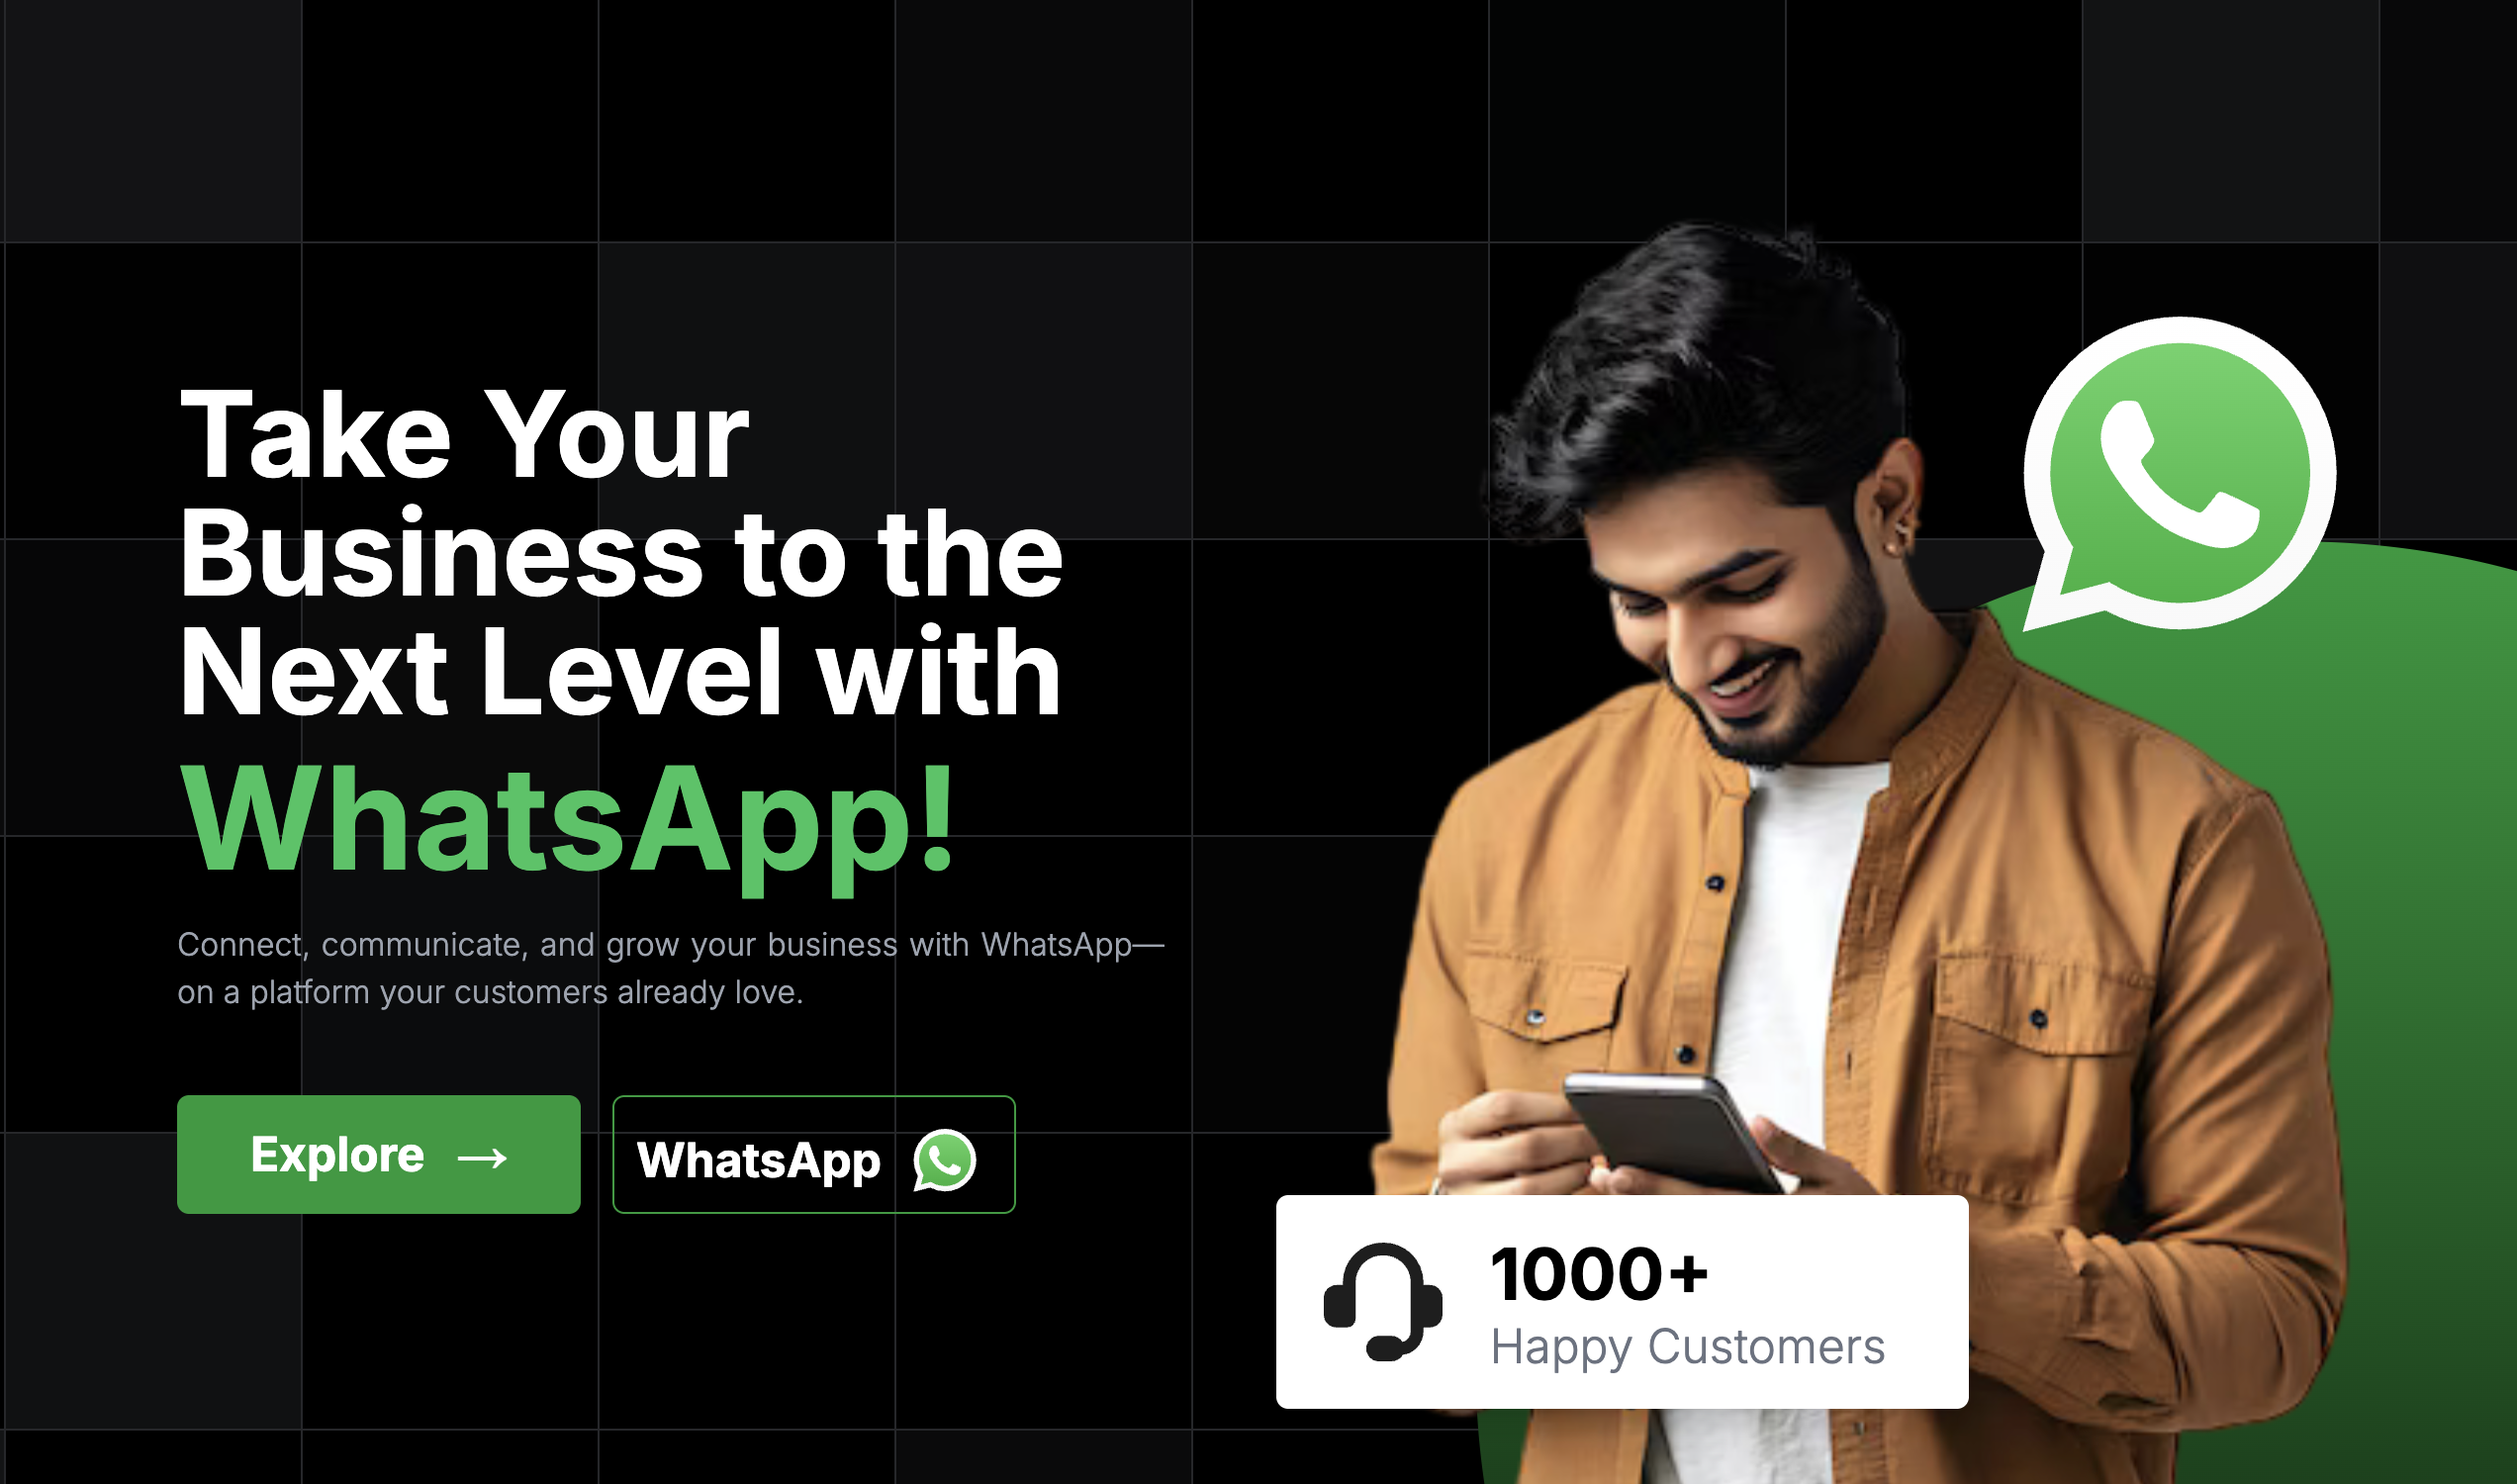 Take Your
Business to the
Next Level with
WhatsApp!
Connect, communicate, and grow your business with WhatsApp—
on a platform your customers already love.
Explore →
WhatsApp
1000+
Happy Customers